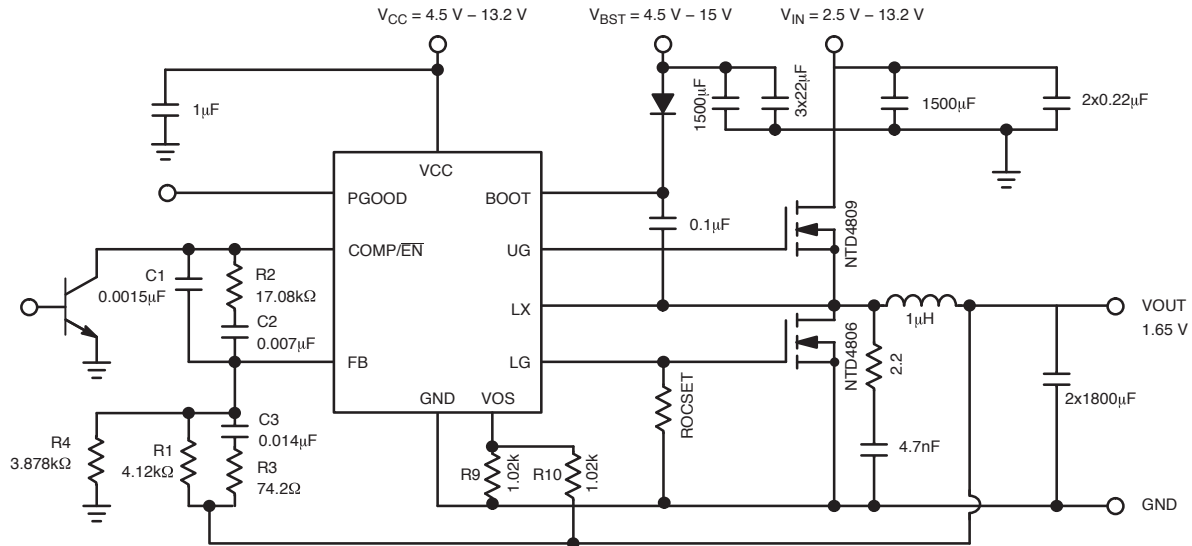 V_CC = 4.5 V – 13.2 V
V_BST = 4.5 V – 15 V
V_IN = 2.5 V – 13.2 V
1µF
1500µF
3x22µF
1500µF
2x0.22µF
VCC
PGOOD
BOOT
0.1µF
NTD4809
COMP/EN
UG
C1
0.0015µF
R2
17.08kΩ
C2
0.007µF
LX
1µH
VOUT
1.65 V
FB
LG
NTD4806
2.2
GND
VOS
ROCSET
2x1800µF
R4
3.878kΩ
R1
4.12kΩ
C3
0.014µF
R3
74.2Ω
R9
1.02k
R10
1.02k
4.7nF
GND